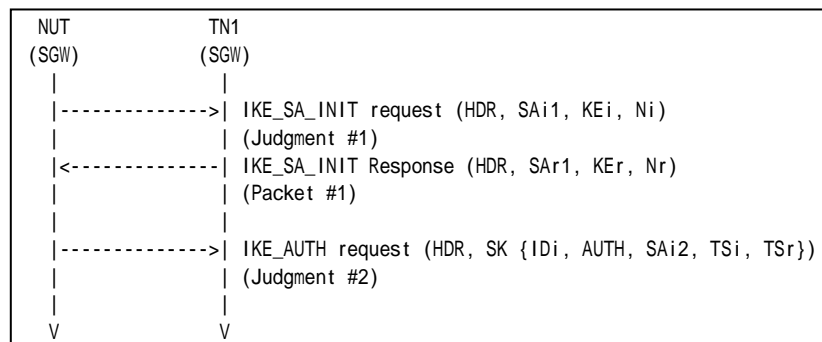 NUT TN1
(SGW) (SGW)
| |
|-------------->| IKE_SA_INIT request (HDR, SAi1, KEi, Ni)
| | (Judgment #1)
|<--------------| IKE_SA_INIT Response (HDR, SAr1, KEr, Nr)
| | (Packet #1)
| |
|-------------->| IKE_AUTH request (HDR, SK {IDi, AUTH, SAi2, TSi, TSr})
| | (Judgment #2)
| |
V V